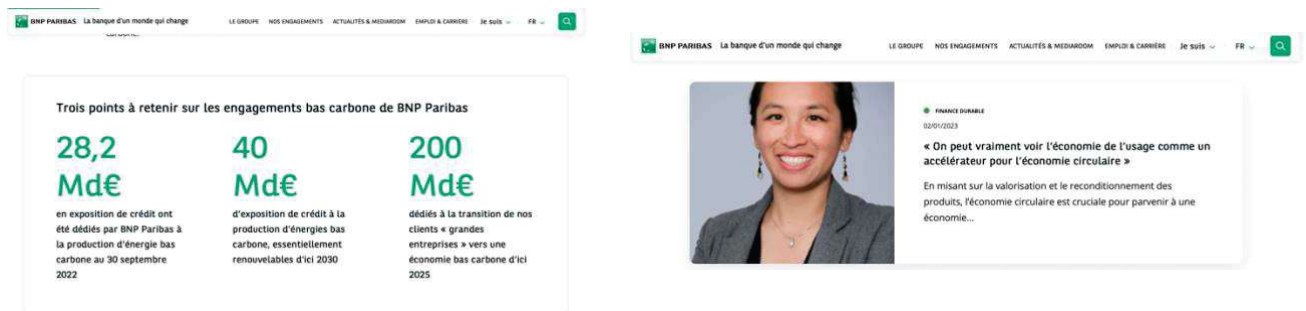 BNP PARIBAS La banque d'un monde qui change LE GROUPE NOS ENGAGEMENTS ACTUALITÉS & MEDIAROOM EMPLOI & CARRIÈRE Je suis FR
carbone.
Trois points à retenir sur les engagements bas carbone de BNP Paribas
28,2
Md€
en exposition de crédit ont
été dédiés par BNP Paribas à
la production d'énergie bas
carbone au 30 septembre
2022
40
Md€
d'exposition de crédit à la
production d'énergies bas
carbone, essentiellement
renouvelables d'ici 2030
200
Md€
dédiés à la transition de nos
clients « grandes
entreprises » vers une
économie bas carbone d'ici
2025
BNP PARIBAS La banque d'un monde qui change LE GROUPE NOS ENGAGEMENTS ACTUALITÉS & MEDIAROOM EMPLOI & CARRIÈRE Je suis FR
FINANCE DURABLE
02/01/2023
« On peut vraiment voir l'économie de l'usage comme un
accélérateur pour l'économie circulaire »
En misant sur la valorisation et le reconditionnement des
produits, l'économie circulaire est cruciale pour parvenir à une
économie...